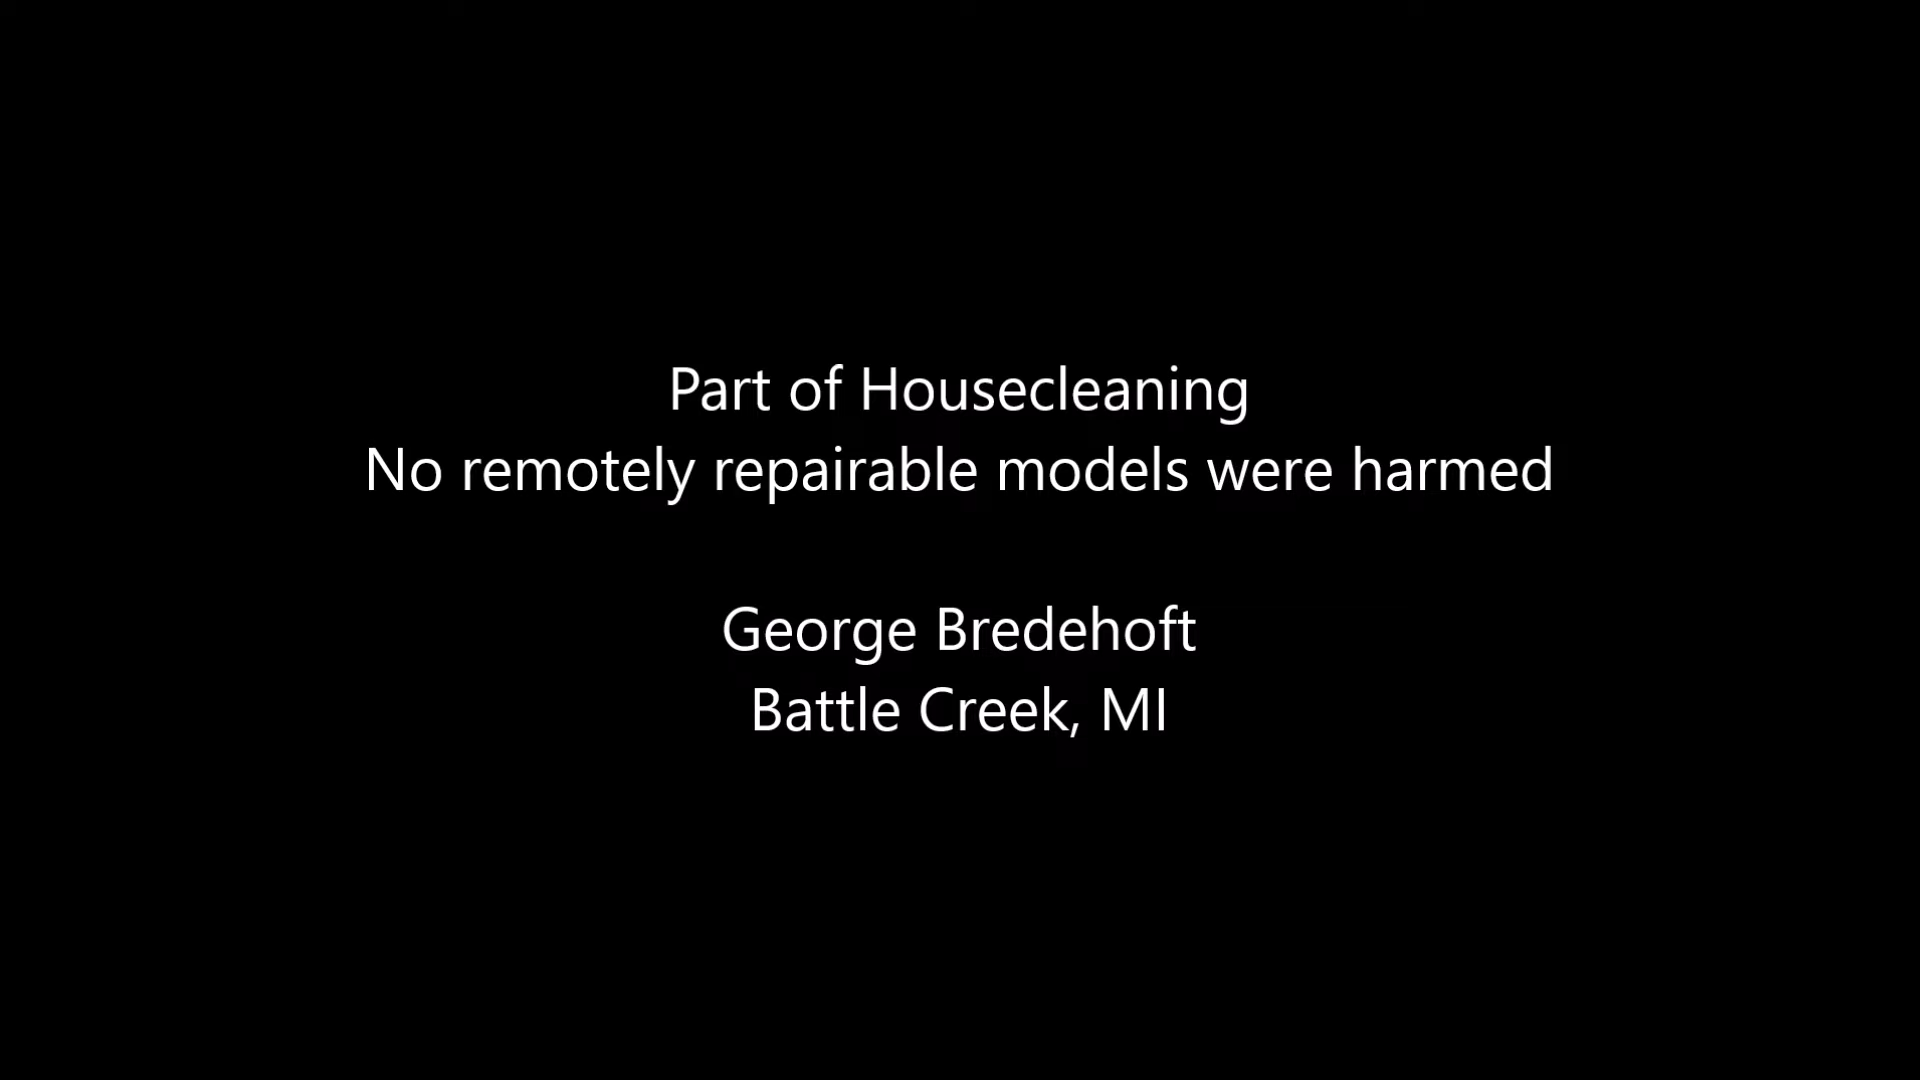 Part of Housecleaning
No remotely repairable models were harmed
George Bredehoft
Battle Creek, MI